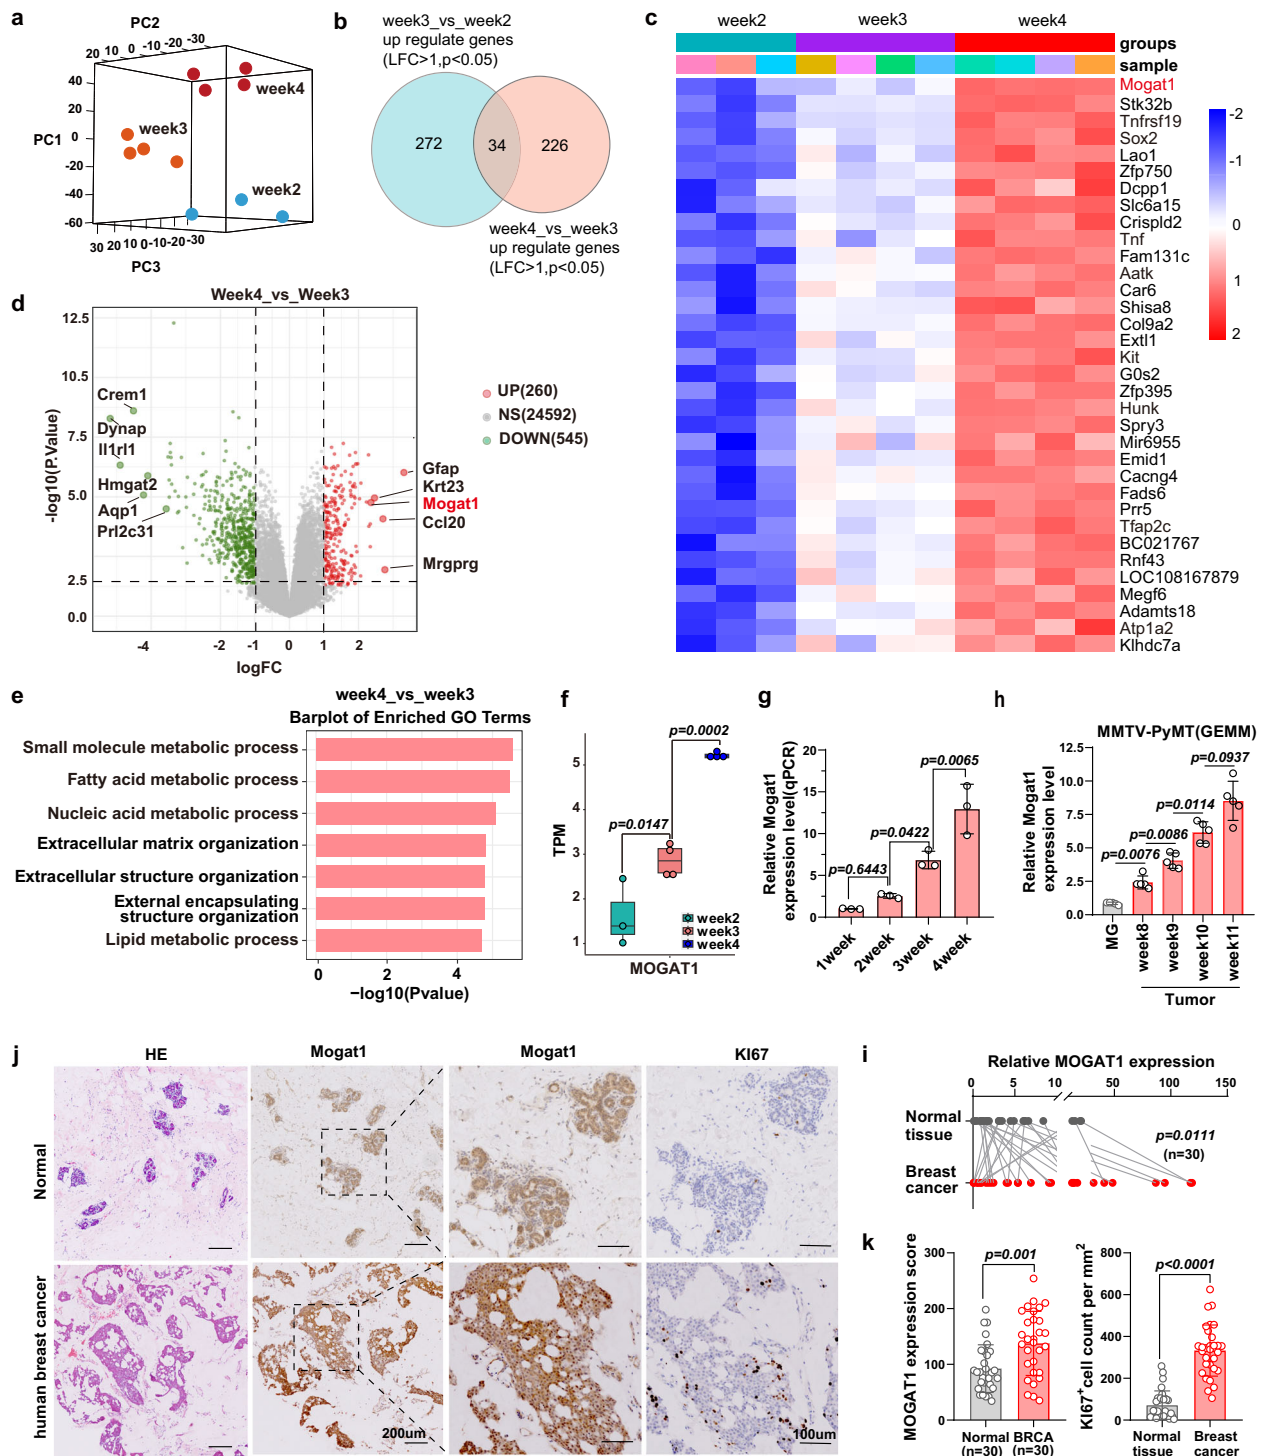 a
PC2
20 10 0 -10-20 -30
40
20
PC1
0
-20
-40
-60
week4
week3
week2
30 20 10 0-10-20-30
PC3
b
week3_vs_week2
up regulate genes
(LFC>1,p<0.05)
272
34
226
week4_vs_week3
up regulate genes
(LFC>1,p<0.05)
c
week2
week3
week4
groups
sample
Mogat1
Stk32b
Tnfrsf19
Sox2
Lao1
Zfp750
Dcpp1
Slc6a15
Crispld2
Tnf
Fam131c
Aatk
Car6
Shisa8
Col9a2
Extl1
Kit
G0s2
Zfp395
Hunk
Spry3
Mir6955
Emid1
Cacng4
Fads6
Prr5
Tfap2c
BC021767
Rnf43
LOC108167879
Megf6
Adamts18
Atp1a2
Klhdc7a
-2
-1
0
1
2
d
Week4_vs_Week3
-log10(P.Value)
12.5
10.5
7.5
5.0
2.5
0.0
Crem1
Dynap
Il1rl1
Hmgat2
Aqp1
Prl2c31
Gfap
Krt23
Mogat1
Ccl20
Mrgprg
UP(260)
NS(24592)
DOWN(545)
-4
-2
-1
0
1
2
logFC
e
week4_vs_week3
Barplot of Enriched GO Terms
Small molecule metabolic process
Fatty acid metabolic process
Nucleic acid metabolic process
Extracellular matrix organization
Extracellular structure organization
External encapsulating
structure organization
Lipid metabolic process
0
2
4
−log10(Pvalue)
f
TPM
5
4
3
2
1
p=0.0002
p=0.0147
week2
week3
week4
MOGAT1
g
Relative Mogat1
expression level(qPCR)
20
15
10
5
0
p=0.0065
p=0.0422
p=0.6443
1week
2week
3week
4week
h
MMTV-PyMT(GEMM)
Relative Mogat1
expression level
12.5
10.0
7.5
5.0
2.5
0.0
p=0.0937
p=0.0114
p=0.0086
p=0.0076
MG
week8
week9
week10
week11
Tumor
j
HE
Mogat1
Mogat1
KI67
Normal
human breast cancer
200um
100um
i
Relative MOGAT1 expression
0
5
10
50
100
150
Normal
tissue
Breast
cancer
p=0.0111
(n=30)
k
MOGAT1 expression score
300
200
100
0
p=0.001
Normal
(n=30)
BRCA
(n=30)
KI67+cell count per mm2
800
600
400
200
0
p<0.0001
Normal
tissue
Breast
cancer